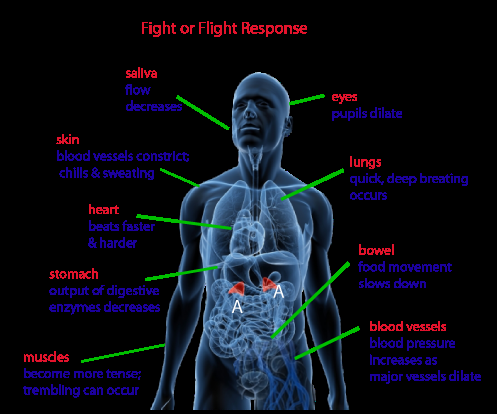 Fight or Flight Response
saliva
flow
decreases
eyes
pupils dilate
skin
blood vessels constrict;
chills & sweating
lungs
quick, deep breating
occurs
heart
beats faster
& harder
bowel
food movement
slows down
stomach
output of digestive
enzymes decreases
A
A
blood vessels
blood pressure
increases as
major vessels dilate
muscles
become more tense;
trembling can occur